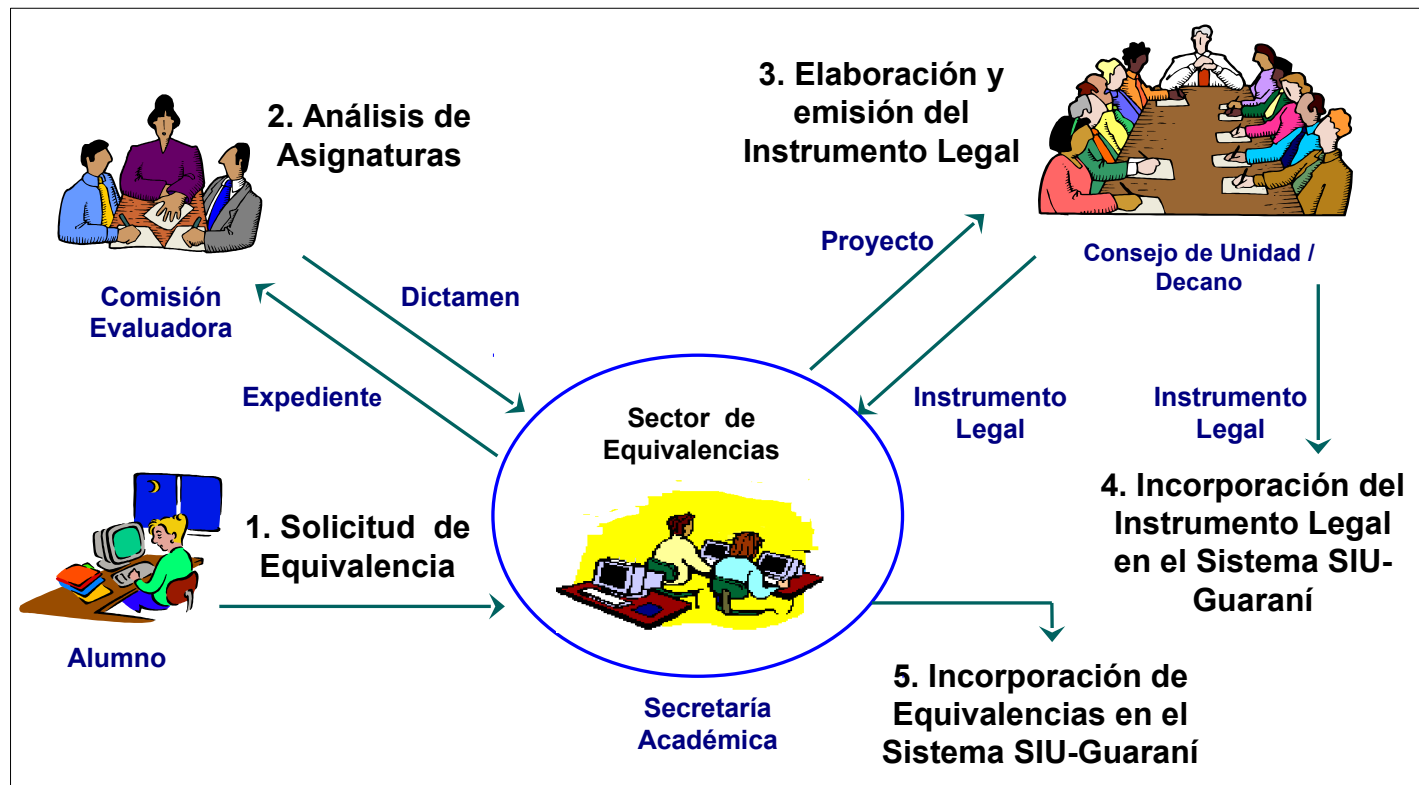 2. Análisis de
Asignaturas
3. Elaboración y
emisión del
Instrumento Legal
Comisión
Evaluadora
Dictamen
Expediente
Proyecto
Consejo de Unidad /
Decano
Instrumento
Legal
Instrumento
Legal
Sector de
Equivalencias
1. Solicitud de
Equivalencia
Alumno
4. Incorporación del
Instrumento Legal
en el Sistema SIU-
Guaraní
Secretaría
Académica
5. Incorporación de
Equivalencias en el
Sistema SIU-Guaraní